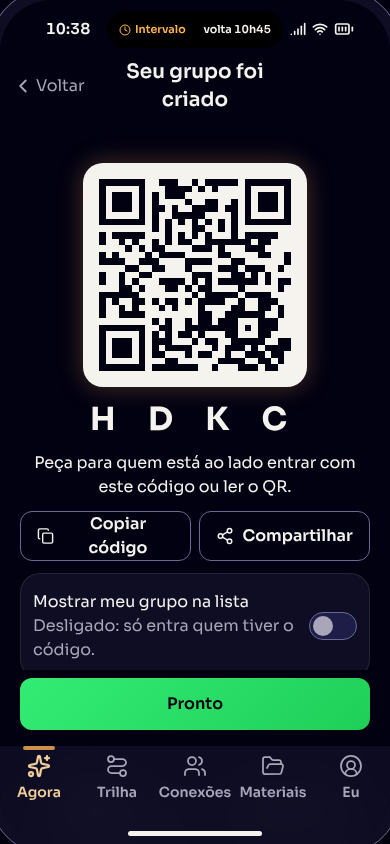 10:38
Intervalo
volta 10h45
Voltar
Seu grupo foi
criado
H D K C
Peça para quem está ao lado entrar com
este código ou ler o QR.
Copiar
código
Compartilhar
Mostrar meu grupo na lista
Desligado: só entra quem tiver o
código.
Pronto
Agora
Trilha
Conexões
Materiais
Eu